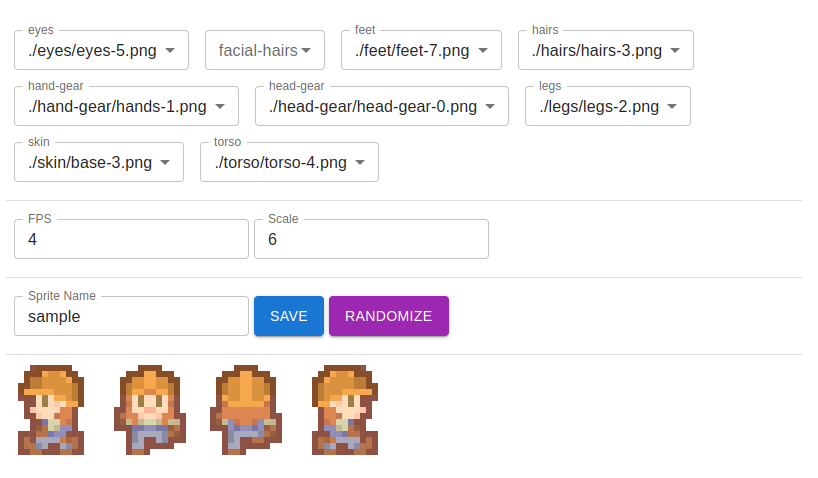 eyes
./eyes/eyes-5.png
facial-hairs
feet
./feet/feet-7.png
hairs
./hairs/hairs-3.png
hand-gear
./hand-gear/hands-1.png
head-gear
./head-gear/head-gear-0.png
legs
./legs/legs-2.png
skin
./skin/base-3.png
torso
./torso/torso-4.png
FPS
4
Scale
6
Sprite Name
sample
SAVE
RANDOMIZE